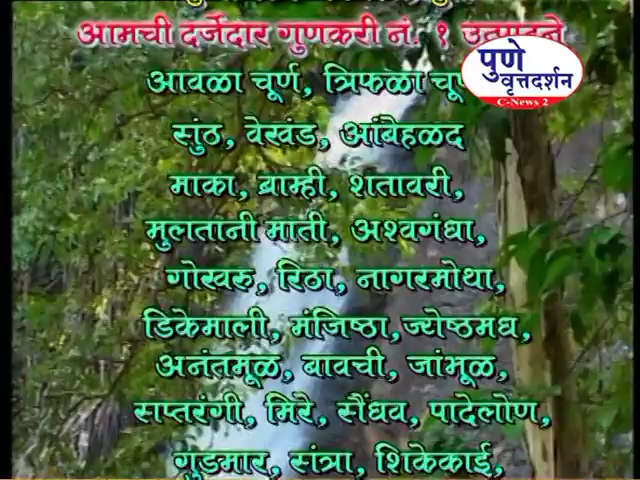 आमची दर्जेदार गुणकरी नं. १ उत्पादने
पुणे
वृत्तदर्शन
C-News 2
आवळा चूर्ण, त्रिफळा
सुंठ, वेखंड, आंबेहळद
माका, ब्राम्ही, शतावरी,
मुलतानी माती, अश्वगंधा,
गोखरु, रिठा, नागरमोथा,
डिकेमाली, मंजिष्ठा,ज्येष्ठमध,
अनंतमूळ, बावची, जांभूळ,
सप्तरंगी, मिरे, सैंधव, पादेलोण,
गुडमार, संत्रा, शिकेकाई,